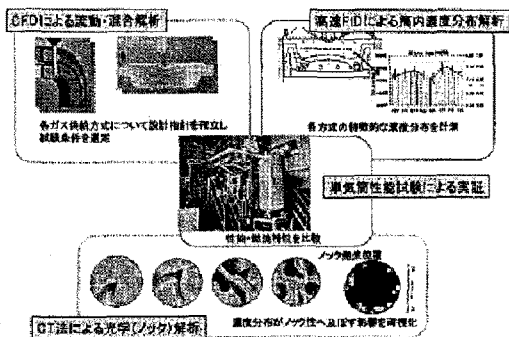 CFDによる流動・混合解析
高速FIDによる筒内濃度分布解析
各ガス供給方式について設計指針を確立し
試験条件を選定
各方式の特徴的な濃度分布を計測
単気筒性能試験による実証
性能・燃焼特性を比較
ノック発生位置
CT法による光学(ノック)解析
濃度分布がノック性へ及ぼす影響を可視化